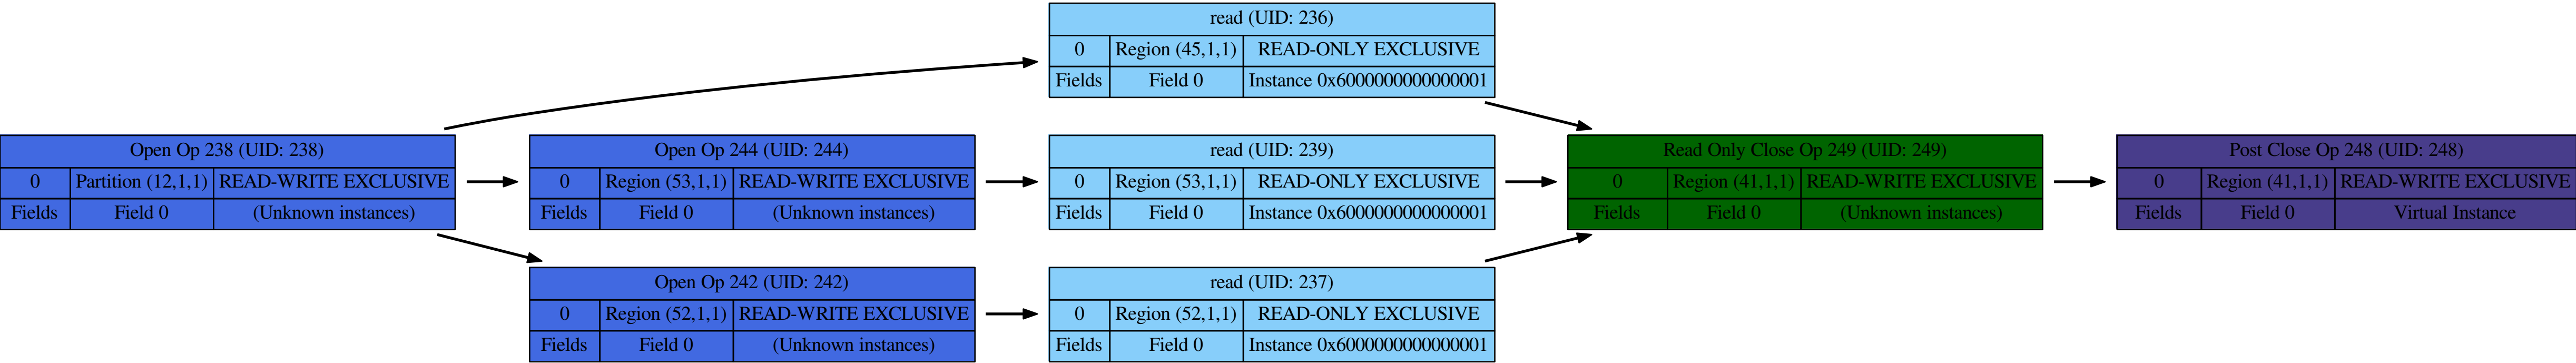 read (UID: 236)
0 Region (45,1,1) READ-ONLY EXCLUSIVE
Fields Field 0 Instance 0x6000000000000001
Open Op 238 (UID: 238)
0 Partition (12,1,1) READ-WRITE EXCLUSIVE
Fields Field 0 (Unknown instances)
Open Op 244 (UID: 244)
0 Region (53,1,1) READ-WRITE EXCLUSIVE
Fields Field 0 (Unknown instances)
read (UID: 239)
0 Region (53,1,1) READ-ONLY EXCLUSIVE
Fields Field 0 Instance 0x6000000000000001
Read Only Close Op 249 (UID: 249)
0 Region (41,1,1) READ-WRITE EXCLUSIVE
Fields Field 0 (Unknown instances)
Post Close Op 248 (UID: 248)
0 Region (41,1,1) READ-WRITE EXCLUSIVE
Fields Field 0 Virtual Instance
Open Op 242 (UID: 242)
0 Region (52,1,1) READ-WRITE EXCLUSIVE
Fields Field 0 (Unknown instances)
read (UID: 237)
0 Region (52,1,1) READ-ONLY EXCLUSIVE
Fields Field 0 Instance 0x6000000000000001